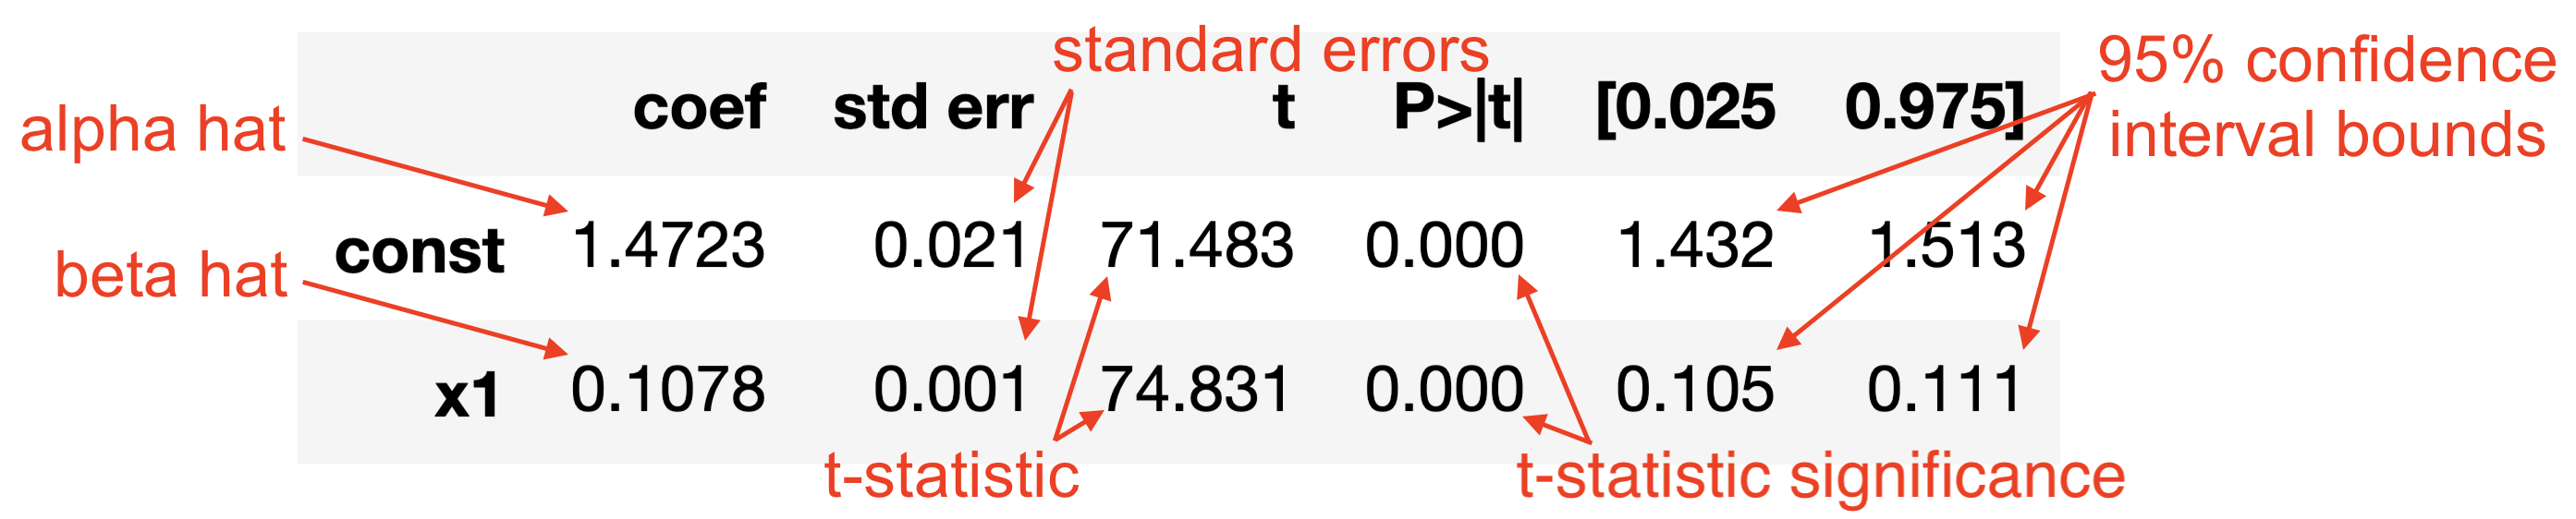 standard errors
95% confidence
interval bounds
coef std err t P>|t| [0.025 0.975]
alpha hat
const 1.4723 0.021 71.483 0.000 1.432 1.513
beta hat
x1 0.1078 0.001 74.831 0.000 0.105 0.111
t-statistic
t-statistic significance